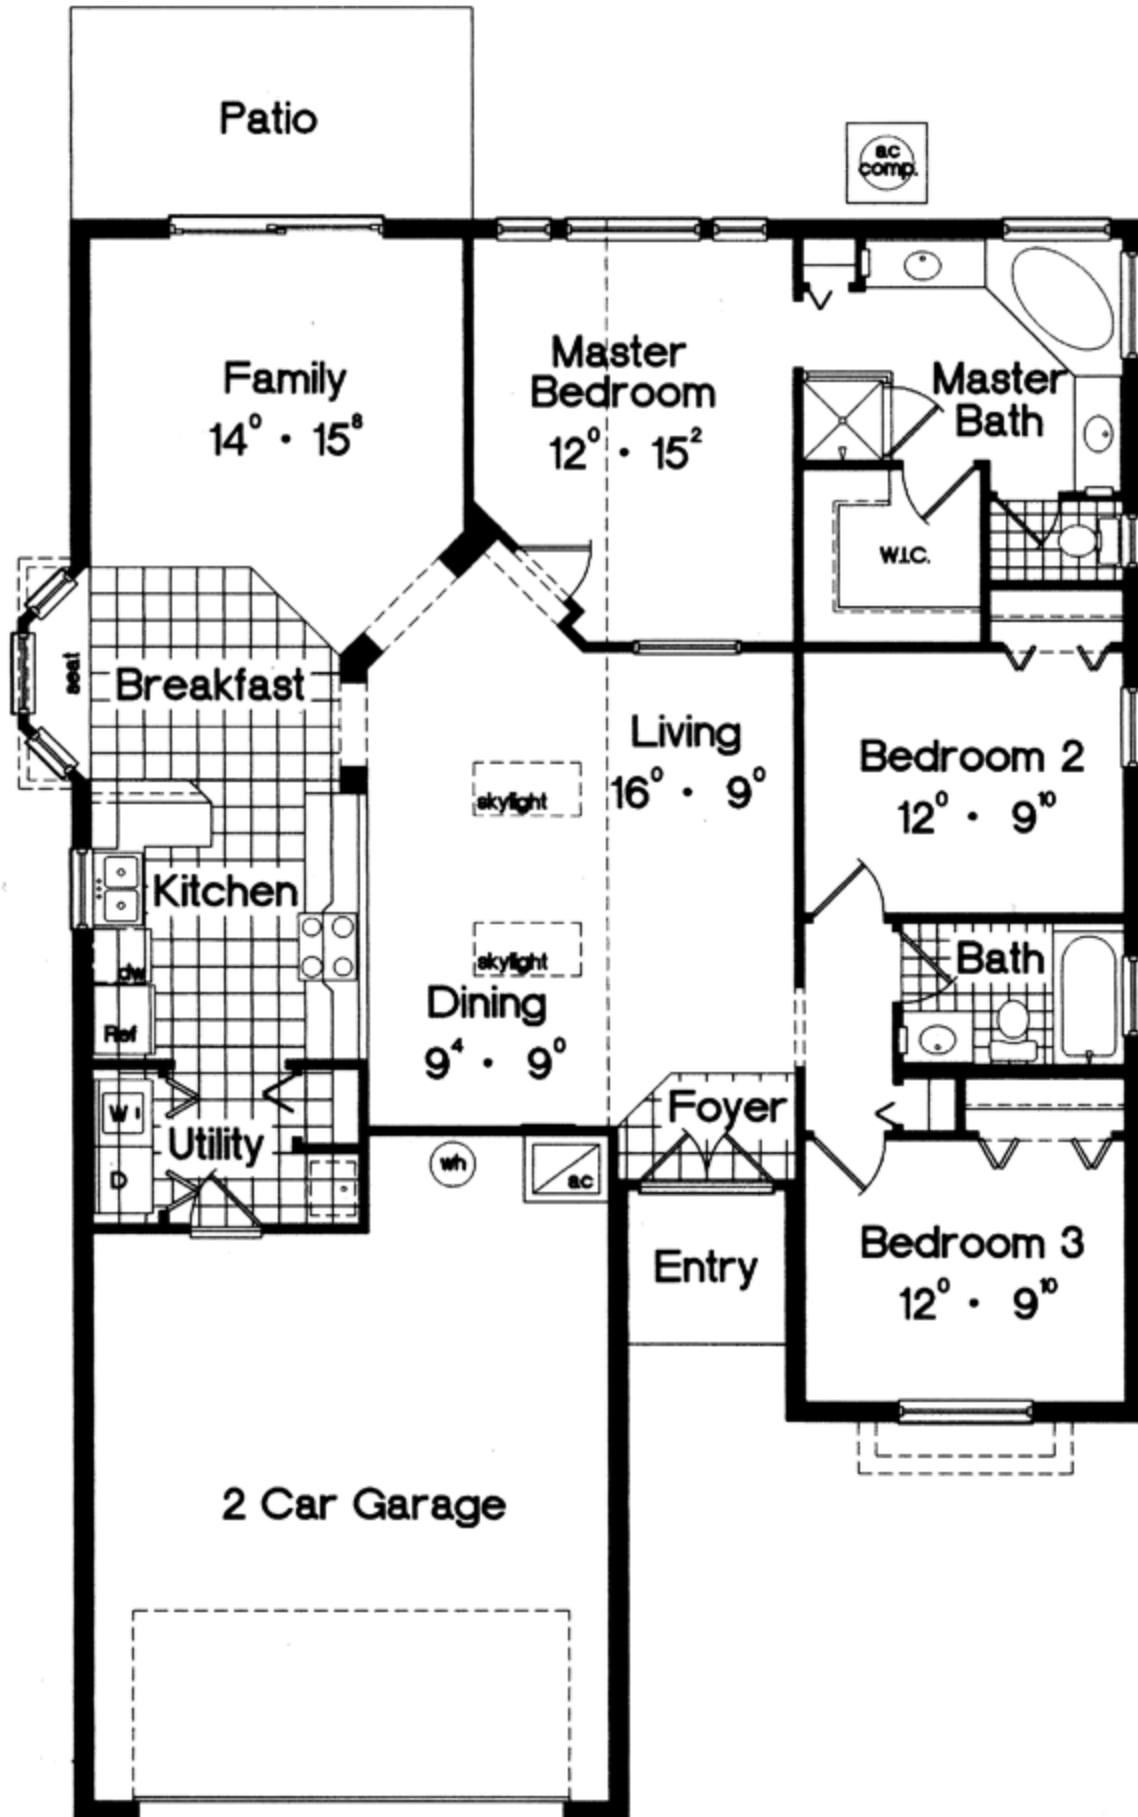 Patio
ac
comp.
Family
14⁰ · 15⁸
Master
Bedroom
12⁰ · 15²
Master
Bath
W.I.C.
seat
Breakfast
Living
16⁰ · 9⁰
skylight
Bedroom 2
12⁰ · 9¹⁰
Kitchen
dw
Ref
skylight
Dining
9⁴ · 9⁰
Bath
W
Utility
D
wh
ac
Foyer
Entry
Bedroom 3
12⁰ · 9¹⁰
2 Car Garage